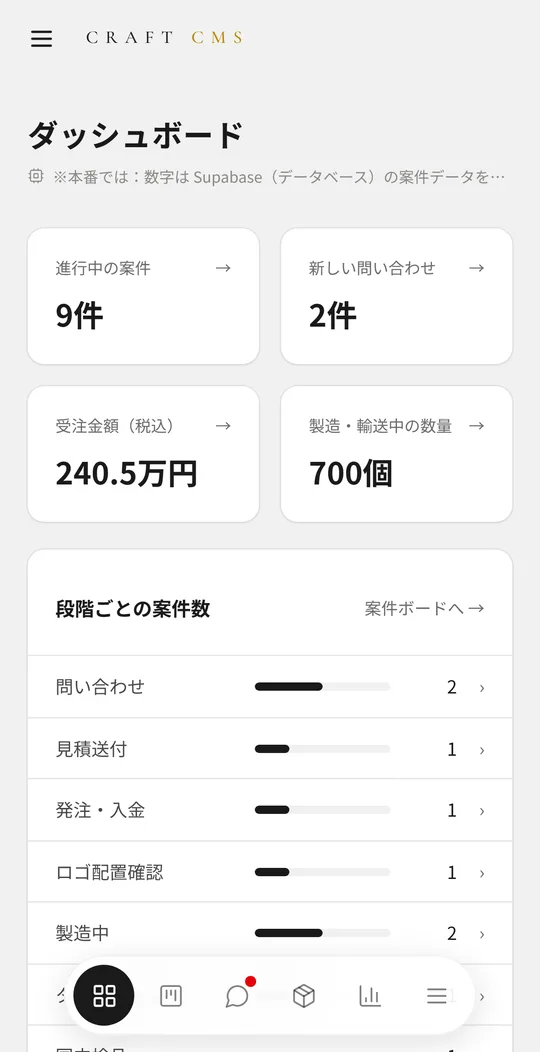 CRAFT CMS
ダッシュボード
※本番では：数字は Supabase（データベース）の案件データを…
進行中の案件 →
9件
新しい問い合わせ →
2件
受注金額（税込） →
240.5万円
製造・輸送中の数量 →
700個
段階ごとの案件数 案件ボードへ →
問い合わせ 2 ›
見積送付 1 ›
発注・入金 1 ›
ロゴ配置確認 1 ›
製造中 2 ›
1 ›